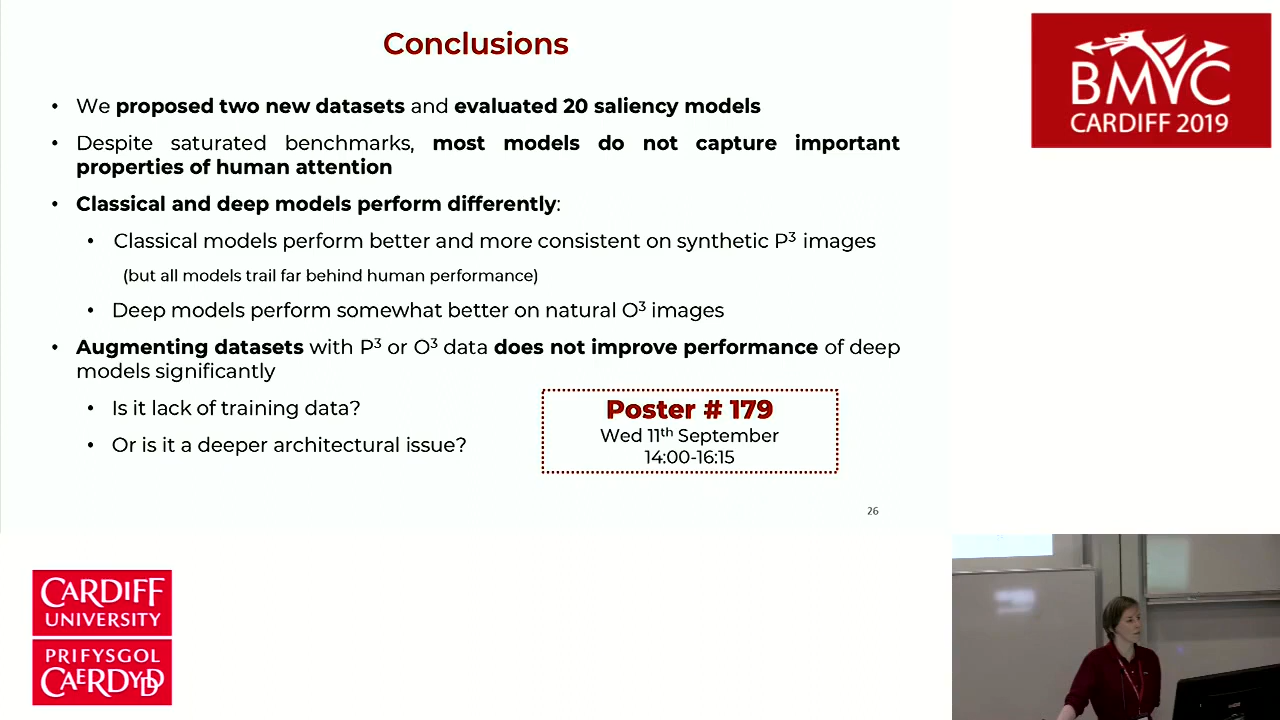 Conclusions
• We proposed two new datasets and evaluated 20 saliency models
• Despite saturated benchmarks, most models do not capture important
properties of human attention
• Classical and deep models perform differently:
• Classical models perform better and more consistent on synthetic P³ images
(but all models trail far behind human performance)
• Deep models perform somewhat better on natural O³ images
• Augmenting datasets with P³ or O³ data does not improve performance of deep
models significantly
• Is it lack of training data?
• Or is it a deeper architectural issue?
Poster # 179
Wed 11th September
14:00-16:15
26
BMVC
CARDIFF 2019
CARDIFF
UNIVERSITY
PRIFYSGOL
CAERDYDD